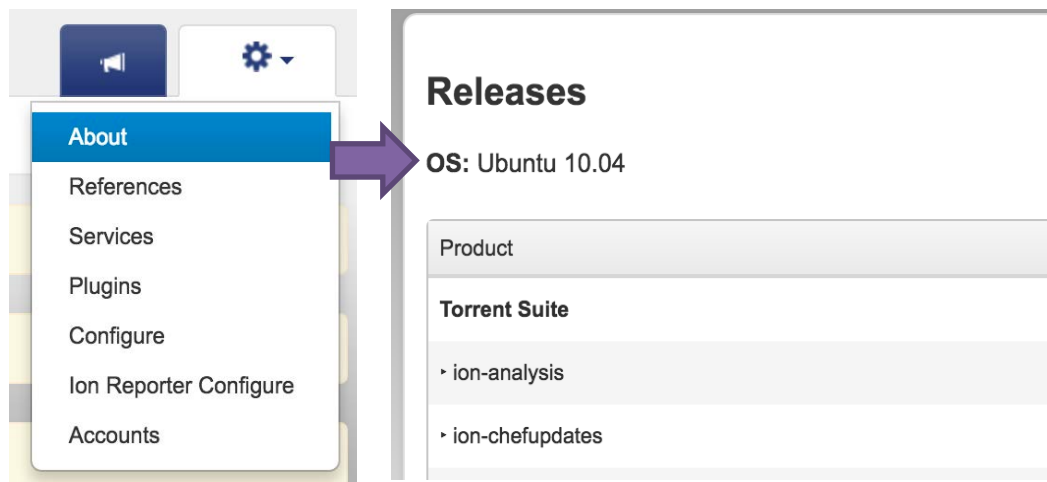 About
References
Services
Plugins
Configure
Ion Reporter Configure
Accounts
Releases
OS: Ubuntu 10.04
Product
Torrent Suite
ion-analysis
ion-chefupdates